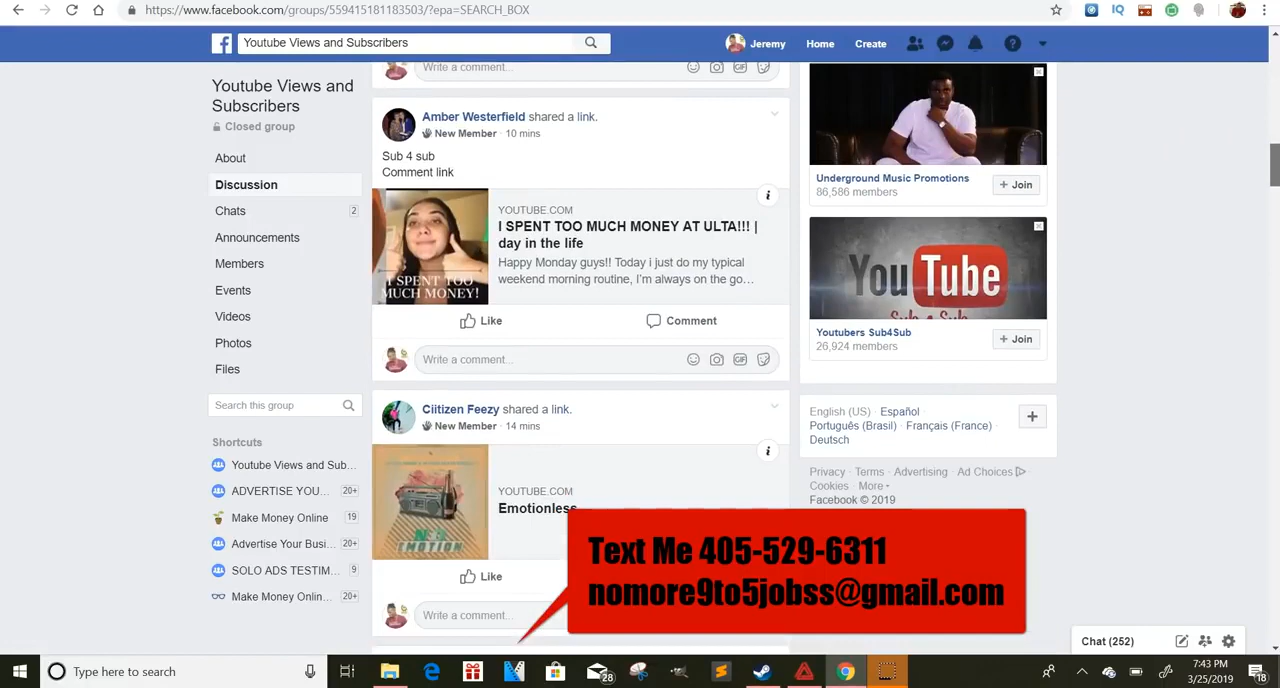 https://www.facebook.com/groups/559415181183503/?epa=SEARCH_BOX
Youtube Views and Subscribers
Jeremy
Home
Create
Youtube Views and
Subscribers
Closed group
About
Discussion
Chats
2
Announcements
Members
Events
Videos
Photos
Files
Search this group
Shortcuts
Youtube Views and Sub...
ADVERTISE YOU...
20+
Make Money Online
19
Advertise Your Busi...
20+
SOLO ADS TESTIM...
9
Make Money Onlin...
20+
Write a comment...
GIF
Amber Westerfield shared a link.
New Member · 10 mins
Sub 4 sub
Comment link
I SPENT TOO
MUCH MONEY!
YOUTUBE.COM
I SPENT TOO MUCH MONEY AT ULTA!!! |
day in the life
Happy Monday guys!! Today i just do my typical
weekend morning routine, I'm always on the go...
Like
Comment
Write a comment...
GIF
Ciitizen Feezy shared a link.
New Member · 14 mins
EMOTION
YOUTUBE.COM
Emotionless
Like
Write a comment...
Text Me 405-529-6311
nomore9to5jobss@gmail.com
Underground Music Promotions
86,586 members
+ Join
YouTube
Sub 4 Sub
Youtubers Sub4Sub
26,924 members
+ Join
English (US) · Español ·
Português (Brasil) · Français (France) ·
Deutsch
Privacy · Terms · Advertising · Ad Choices
Cookies · More
Facebook © 2019
Chat (252)
Type here to search
28
7:43 PM
3/25/2019
18